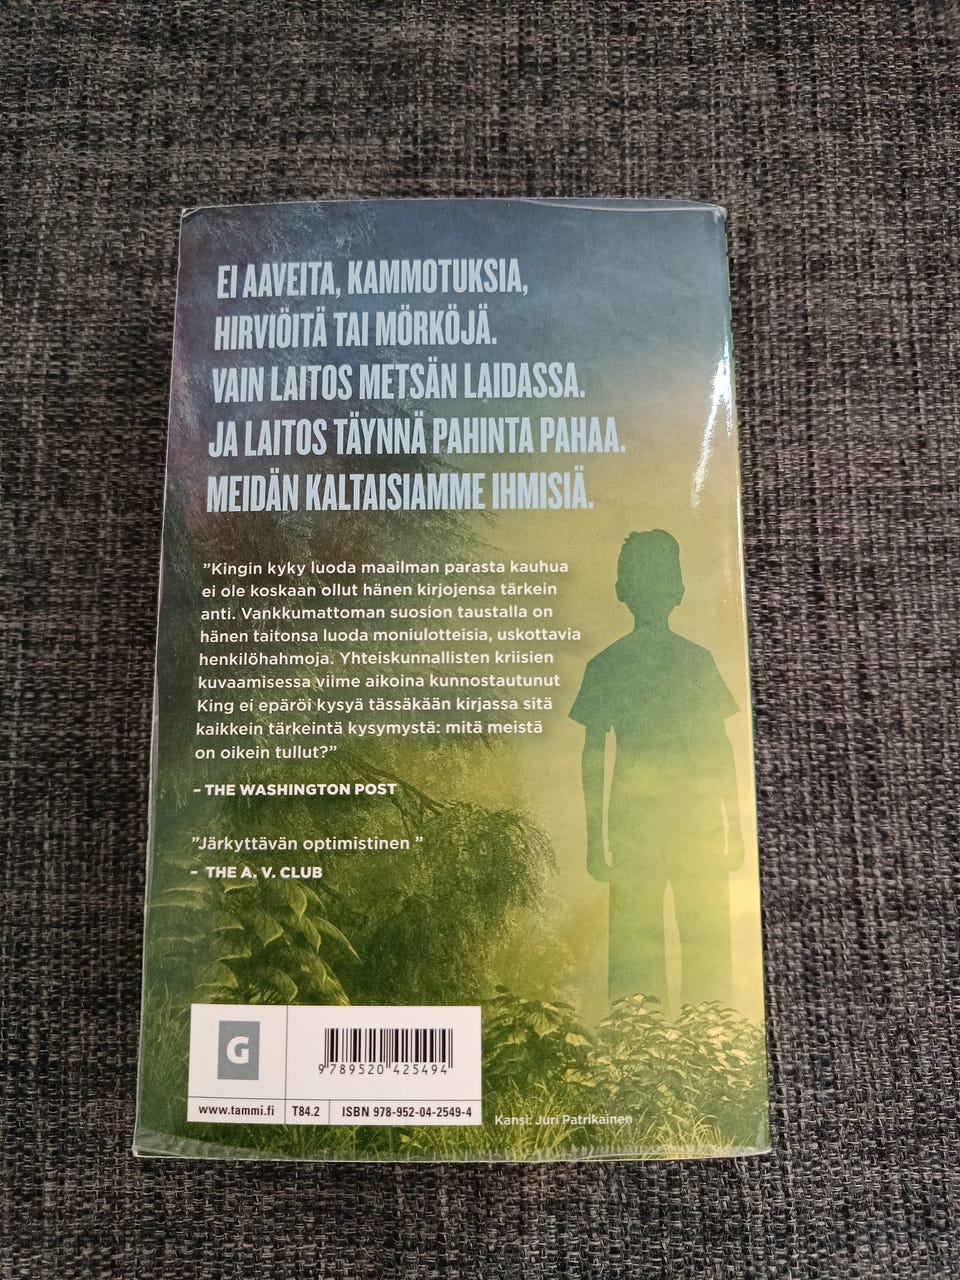 EI AAVEITA, KAMMOTUKSIA,
HIRVIÖITÄ TAI MÖRKÖJÄ.
VAIN LAITOS METSÄN LAIDASSA.
JA LAITOS TÄYNNÄ PAHINTA PAHAA.
MEIDÄN KALTAISIAMME IHMISIÄ.
”Kingin kyky luoda maailman parasta kauhua
ei ole koskaan ollut hänen kirjojensa tärkein
anti. Vankkumattoman suosion taustalla on
hänen taitonsa luoda moniulotteisia, uskottavia
henkilöhahmoja. Yhteiskunnallisten kriisien
kuvaamisessa viime aikoina kunnostautunut
King ei epäröi kysyä tässäkään kirjassa sitä
kaikkein tärkeintä kysymystä: mitä meistä
on oikein tullut?”
– THE WASHINGTON POST
”Järkyttävän optimistinen ”
– THE A. V. CLUB
G
9 789520 425494
www.tammi.fi
T84.2
ISBN 978-952-04-2549-4
Kansi: Juri Patrikainen